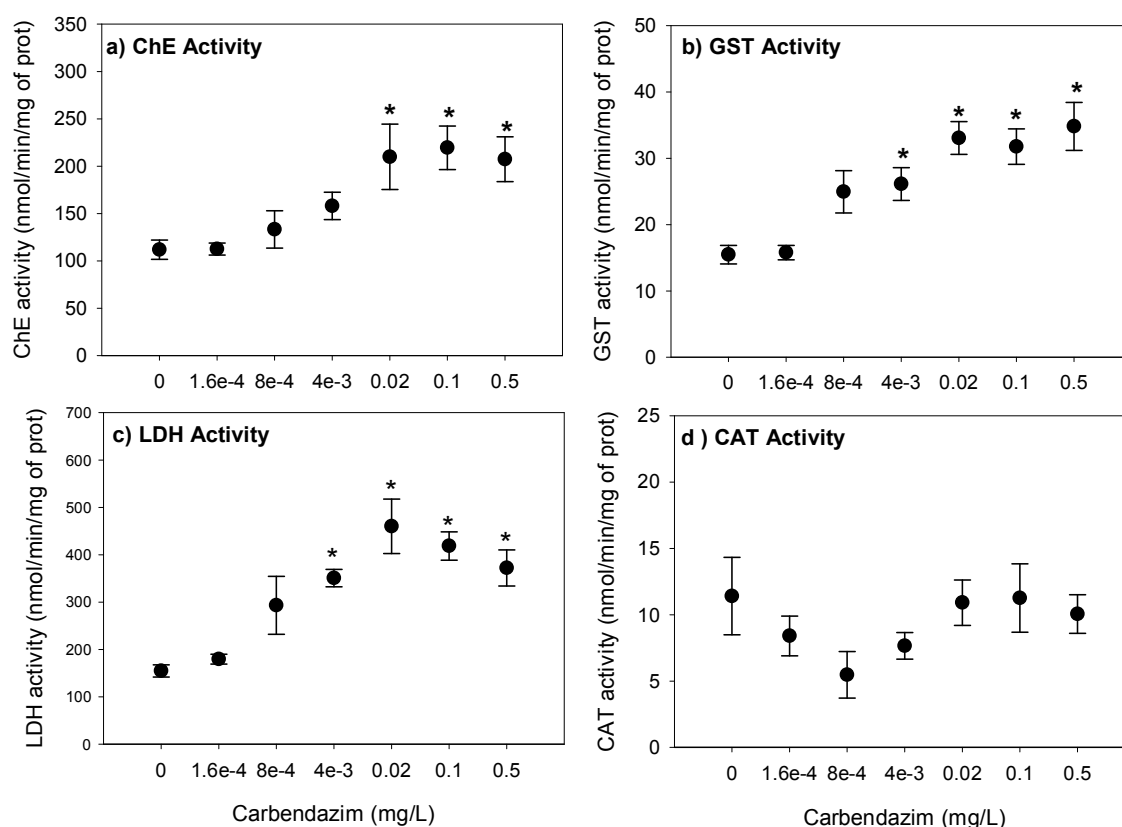 a) ChE Activity
ChE activity (nmol/min/mg of prot)
350
300
250
200
150
100
50
0
* * *
0 1.6e-4 8e-4 4e-3 0.02 0.1 0.5
b) GST Activity
GST activity (nmol/min/mg of prot)
50
40
30
20
10
0
* * * *
0 1.6e-4 8e-4 4e-3 0.02 0.1 0.5
c) LDH Activity
LDH activity (nmol/min/mg of prot)
700
600
500
400
300
200
100
0
* * * *
0 1.6e-4 8e-4 4e-3 0.02 0.1 0.5
Carbendazim (mg/L)
d ) CAT Activity
CAT activity (nmol/min/mg of prot)
25
20
15
10
5
0
0 1.6e-4 8e-4 4e-3 0.02 0.1 0.5
Carbendazim (mg/L)